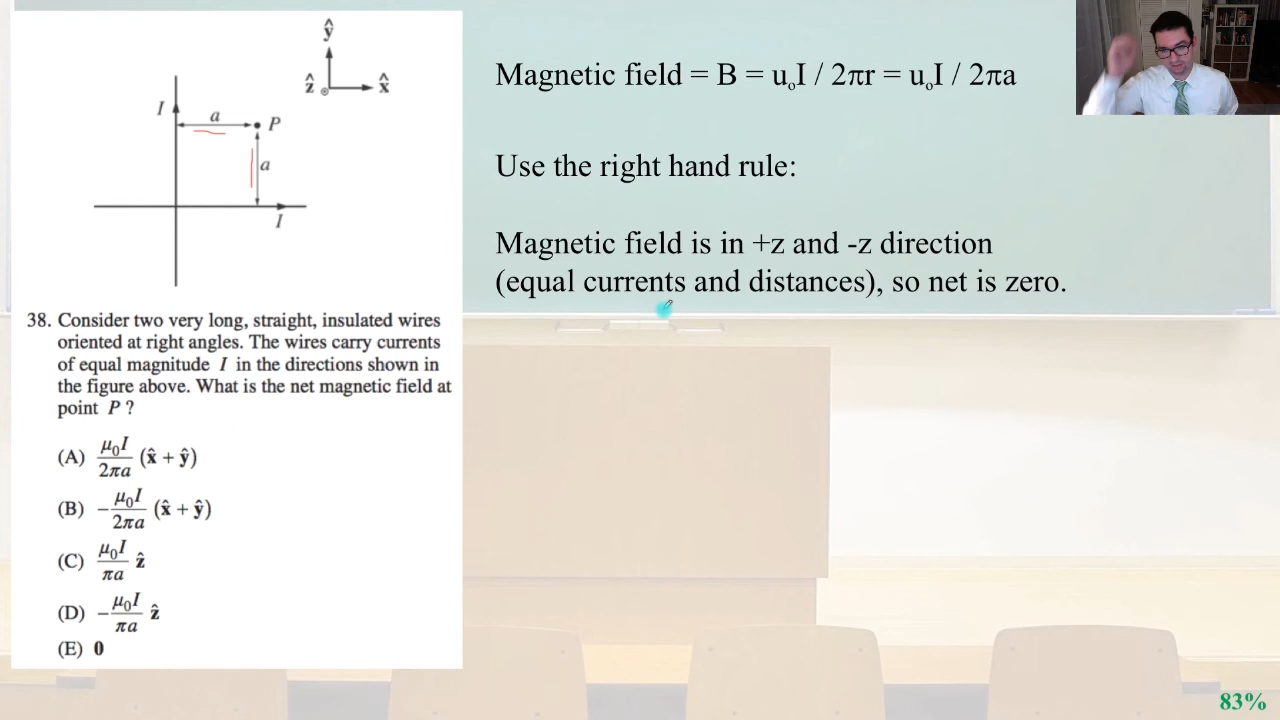 ŷ
ẑ x̂
I
a P
a
I
38. Consider two very long, straight, insulated wires
oriented at right angles. The wires carry currents
of equal magnitude I in the directions shown in
the figure above. What is the net magnetic field at
point P ?
(A) μ₀I/2πa (x̂ + ŷ)
(B) −μ₀I/2πa (x̂ + ŷ)
(C) μ₀I/πa ẑ
(D) −μ₀I/πa ẑ
(E) 0
Magnetic field = B = uₒI / 2πr = uₒI / 2πa
Use the right hand rule:
Magnetic field is in +z and -z direction
(equal currents and distances), so net is zero.
83%